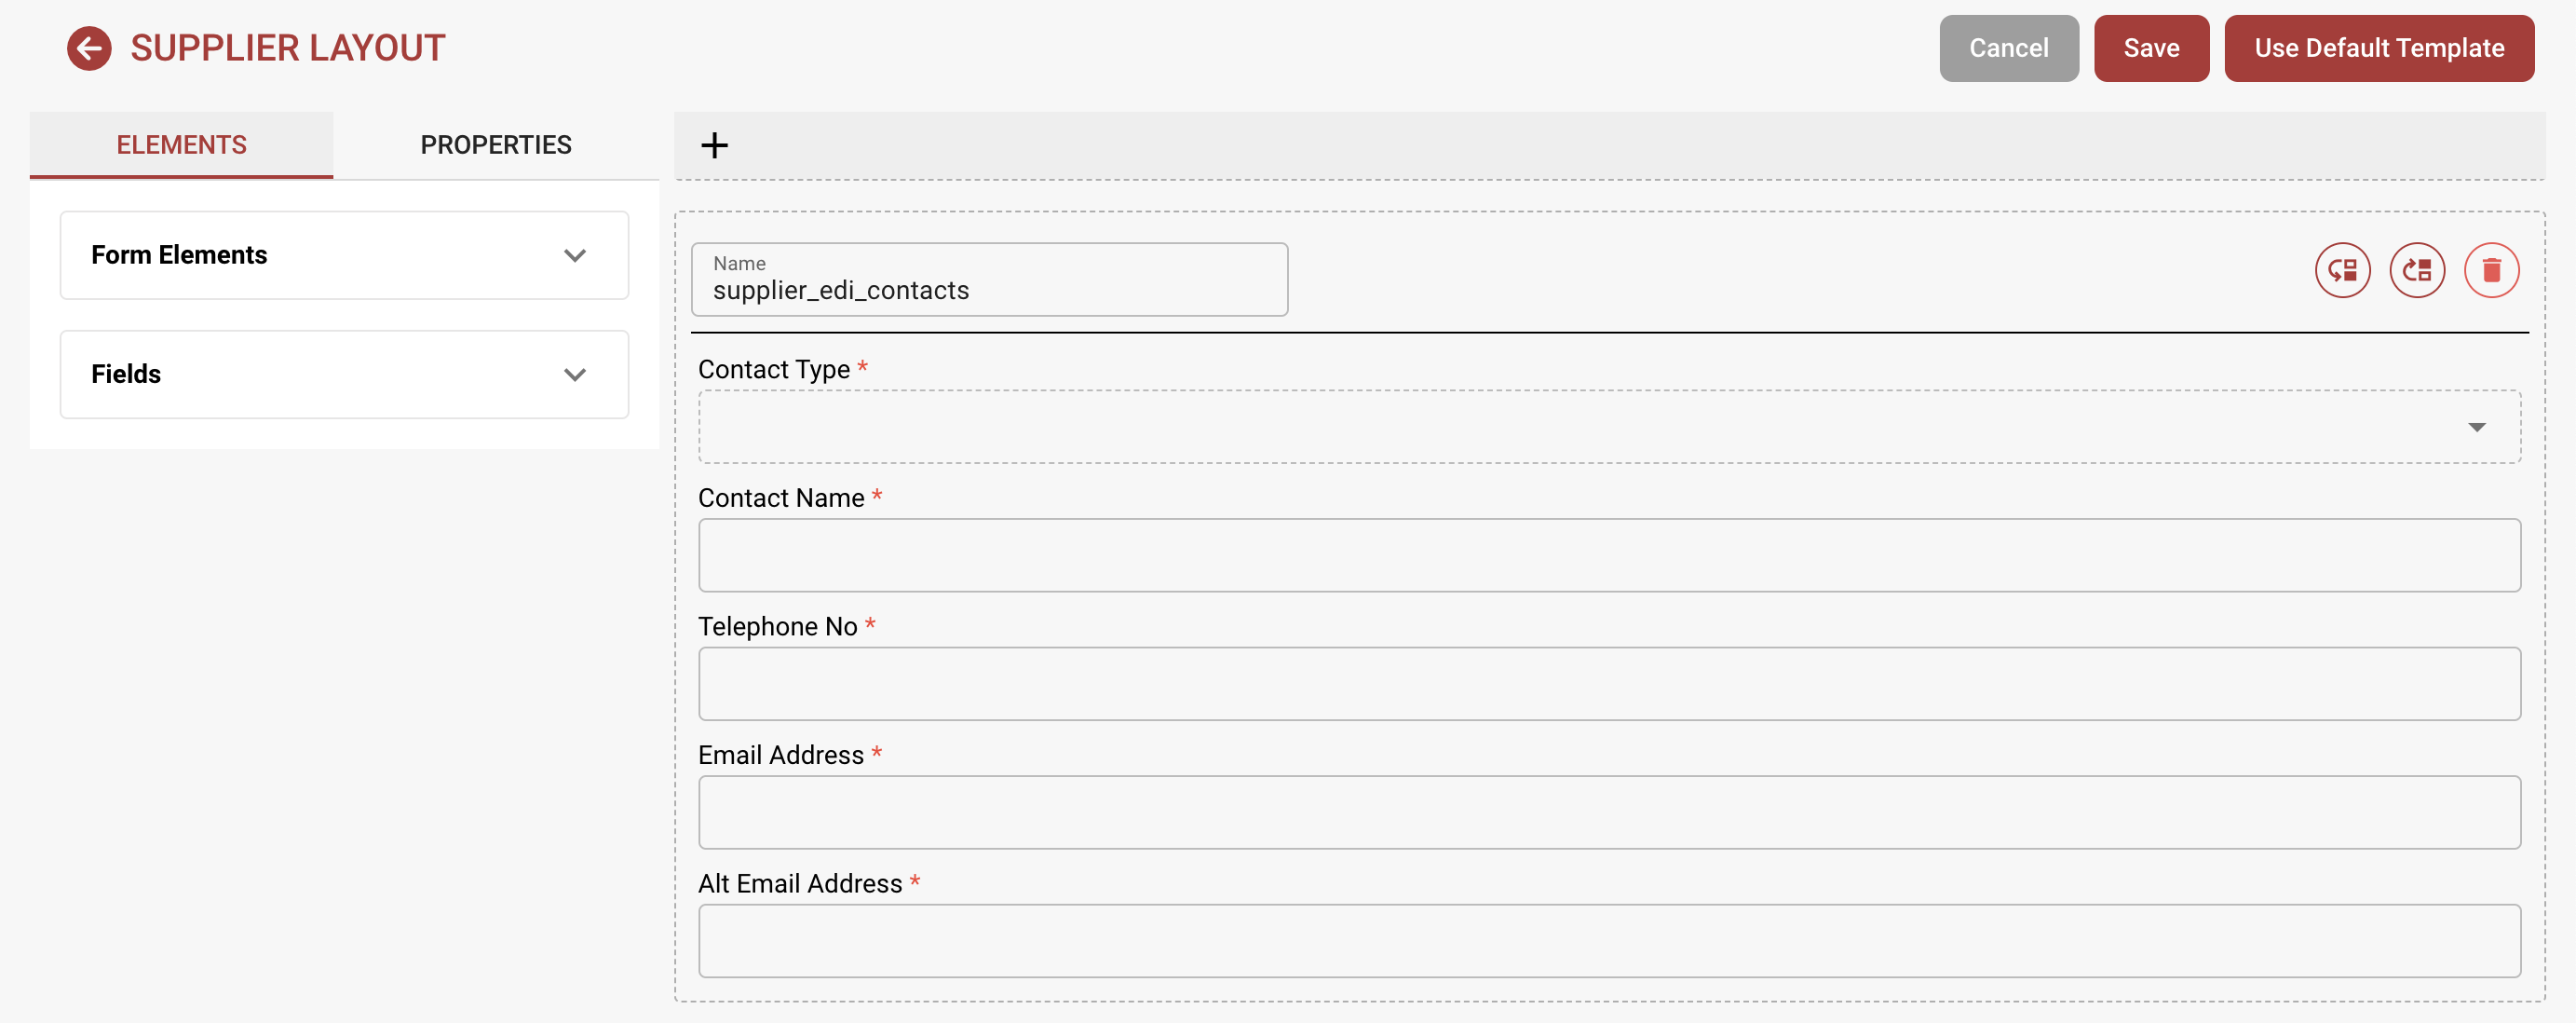 SUPPLIER LAYOUT
Cancel
Save
Use Default Template
ELEMENTS
PROPERTIES
+
Form Elements
Fields
Name
supplier_edi_contacts
Contact Type *
Contact Name *
Telephone No *
Email Address *
Alt Email Address *